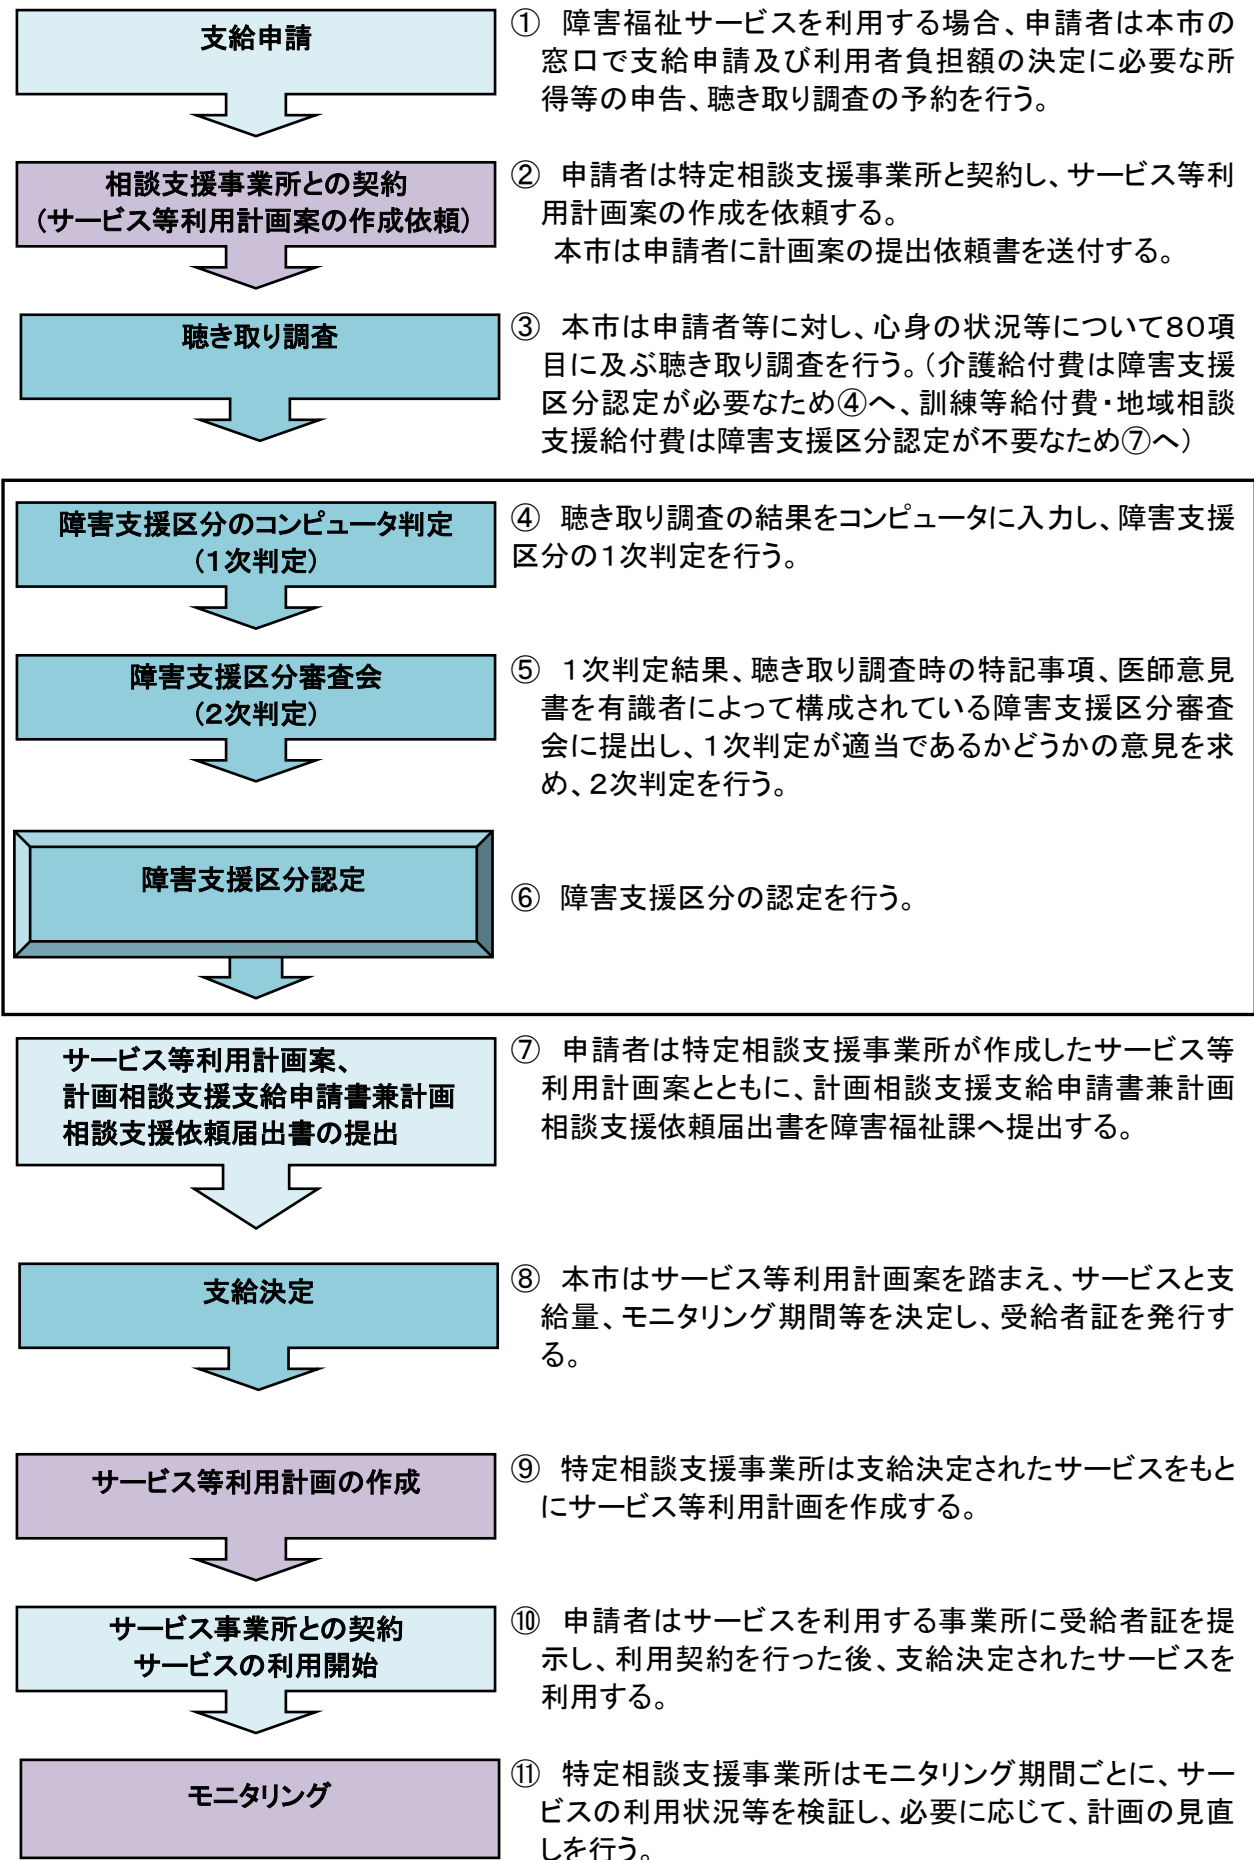 支給申請
① 障害福祉サービスを利用する場合、申請者は本市の
窓口で支給申請及び利用者負担額の決定に必要な所
得等の申告、聴き取り調査の予約を行う。
相談支援事業所との契約
(サービス等利用計画案の作成依頼)
② 申請者は特定相談支援事業所と契約し、サービス等利
用計画案の作成を依頼する。
本市は申請者に計画案の提出依頼書を送付する。
聴き取り調査
③ 本市は申請者等に対し、心身の状況等について80項
目に及ぶ聴き取り調査を行う。(介護給付費は障害支援
区分認定が必要なため④へ、訓練等給付費・地域相談
支援給付費は障害支援区分認定が不要なため⑦へ)
障害支援区分のコンピュータ判定
(1次判定)
④ 聴き取り調査の結果をコンピュータに入力し、障害支援
区分の1次判定を行う。
障害支援区分審査会
(2次判定)
⑤ 1次判定結果、聴き取り調査時の特記事項、医師意見
書を有識者によって構成されている障害支援区分審査
会に提出し、1次判定が適当であるかどうかの意見を求
め、2次判定を行う。
障害支援区分認定
⑥ 障害支援区分の認定を行う。
サービス等利用計画案、
計画相談支援支給申請書兼計画
相談支援依頼届出書の提出
⑦ 申請者は特定相談支援事業所が作成したサービス等
利用計画案とともに、計画相談支援支給申請書兼計画
相談支援依頼届出書を障害福祉課へ提出する。
支給決定
⑧ 本市はサービス等利用計画案を踏まえ、サービスと支
給量、モニタリング期間等を決定し、受給者証を発行す
る。
サービス等利用計画の作成
⑨ 特定相談支援事業所は支給決定されたサービスをもと
にサービス等利用計画を作成する。
サービス事業所との契約
サービスの利用開始
⑩ 申請者はサービスを利用する事業所に受給者証を提
示し、利用契約を行った後、支給決定されたサービスを
利用する。
モニタリング
⑪ 特定相談支援事業所はモニタリング期間ごとに、サー
ビスの利用状況等を検証し、必要に応じて、計画の見直
しを行う。